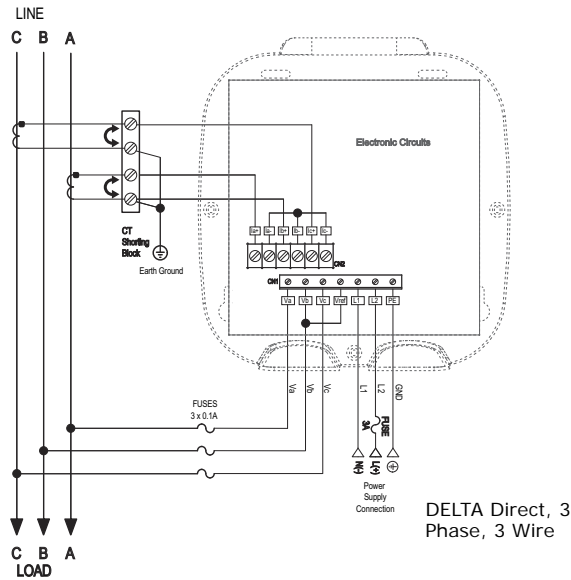 LINE
C B A
Electronic Circuits
CT
Shorting
Block
Earth Ground
Ia+ Ia- Ib+ Ib- Ic+ Ic-
CN2
CN1
Va Vb Vc Vref L1 L2 PE
FUSES
3 x 0.1A
Va Vb Vc L1 L2 GND
FUSE
3A
N(-) L(+)
Power
Supply
Connection
DELTA Direct, 3
Phase, 3 Wire
C B A
LOAD